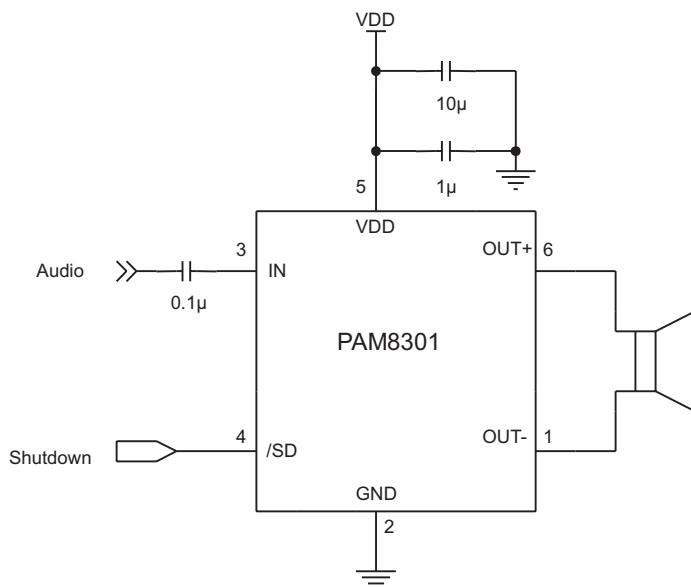 VDD
10µ
1µ
5
VDD
3
OUT+
6
Audio
IN
0.1µ
PAM8301
4
OUT-
1
Shutdown
/SD
GND
2